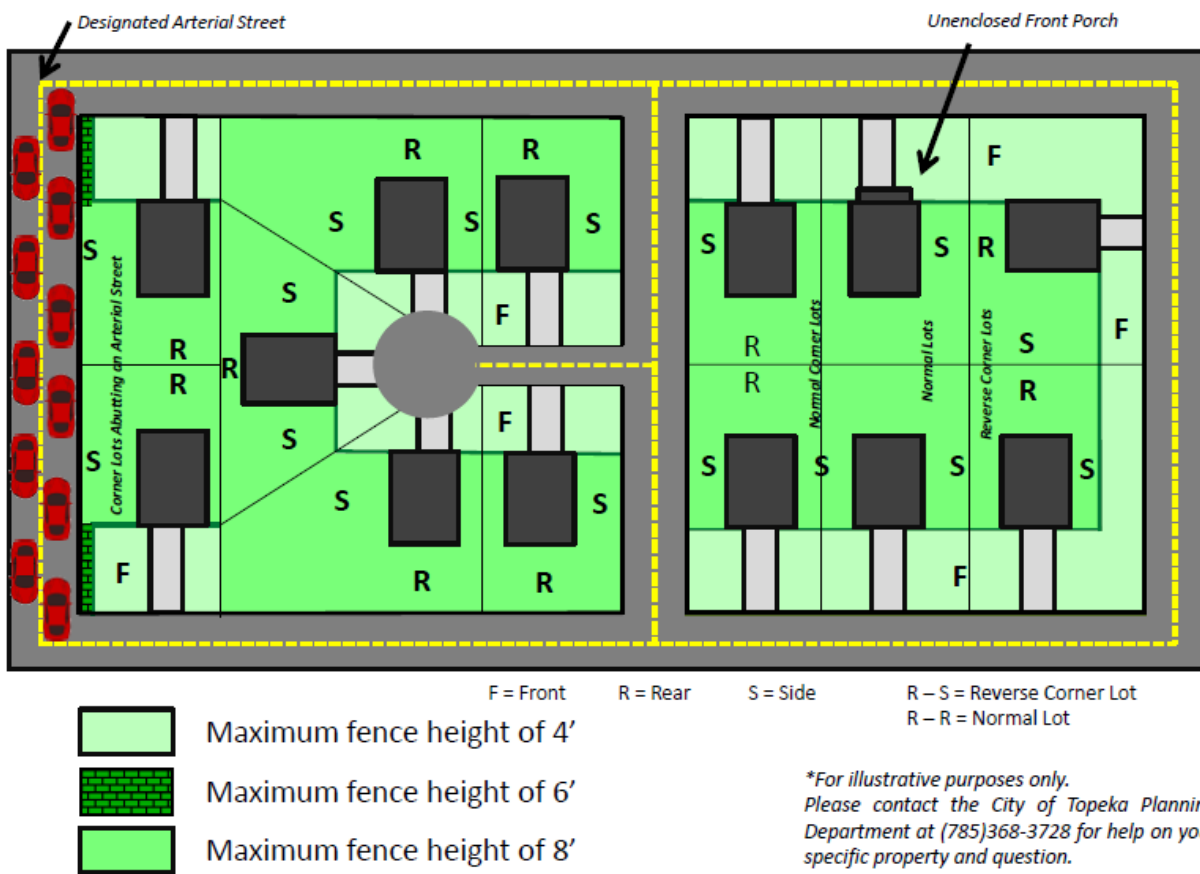 Designated Arterial Street
Unenclosed Front Porch
R
R
F
S
S
S
S
S
R
S
S
F
S
F
R
R
R
R
R
R
S
R
S
F
S
S
S
S
S
S
S
S
F
R
R
F
Corner Lots Abutting an Arterial Street
Normal Corner Lots
Normal Lots
Reverse Corner Lots
F = Front
R = Rear
S = Side
R – S = Reverse Corner Lot
R – R = Normal Lot
Maximum fence height of 4’
Maximum fence height of 6’
Maximum fence height of 8’
*For illustrative purposes only.
Please contact the City of Topeka Plannin
Department at (785)368-3728 for help on you
specific property and question.